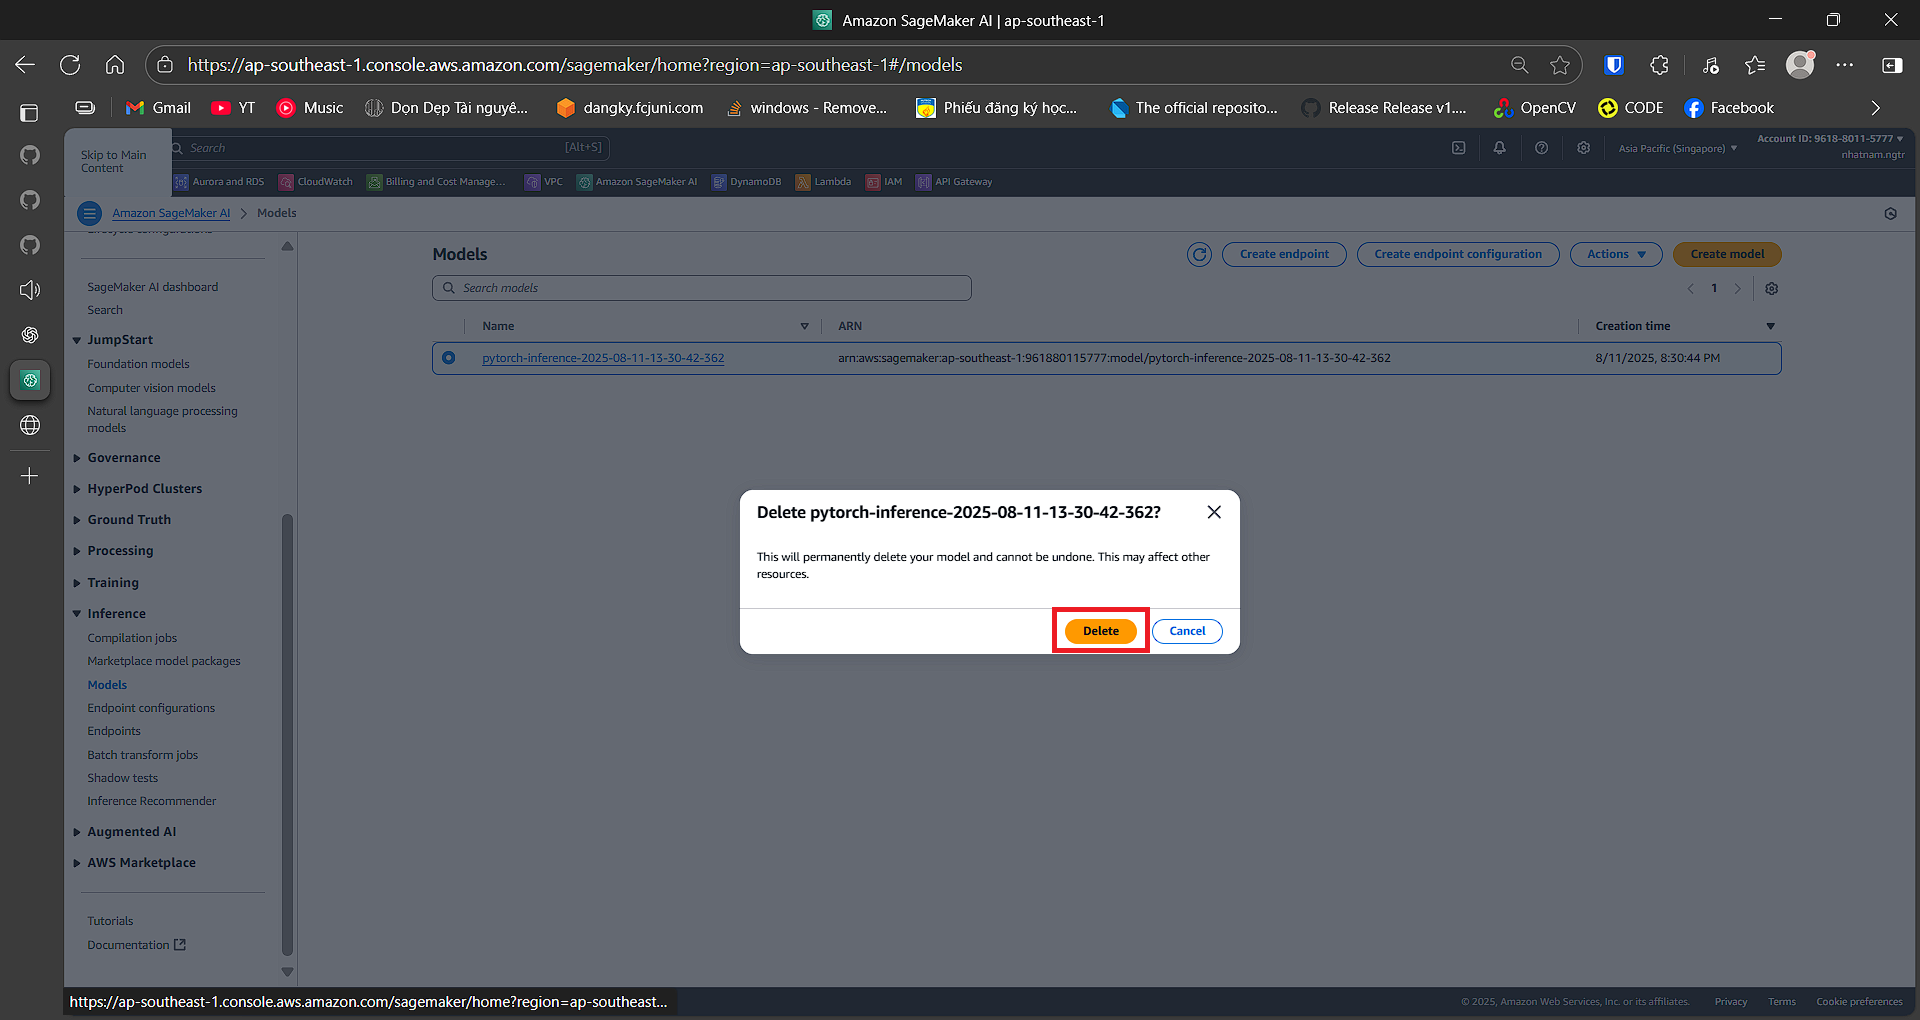 Amazon SageMaker AI | ap-southeast-1
https://ap-southeast-1.console.aws.amazon.com/sagemaker/home?region=ap-southeast-1#/models
Gmail
YT
Music
Dọn Dẹp Tài nguyê...
dangky.fcjuni.com
windows - Remove...
Phiếu đăng ký học...
The official reposito...
Release Release v1....
OpenCV
CODE
Facebook
Skip to Main
Content
Search
[Alt+S]
Asia Pacific (Singapore)
Account ID: 9618-8011-5777
nhatnam.ngtr
Aurora and RDS
CloudWatch
Billing and Cost Manage...
VPC
Amazon SageMaker AI
DynamoDB
Lambda
IAM
API Gateway
Amazon SageMaker AI
Models
Lifecycle configurations
SageMaker AI dashboard
Search
JumpStart
Foundation models
Computer vision models
Natural language processing
models
Governance
HyperPod Clusters
Ground Truth
Processing
Training
Inference
Compilation jobs
Marketplace model packages
Models
Endpoint configurations
Endpoints
Batch transform jobs
Shadow tests
Inference Recommender
Augmented AI
AWS Marketplace
Tutorials
Documentation
Models
Create endpoint
Create endpoint configuration
Actions
Create model
Search models
1
Name
ARN
Creation time
pytorch-inference-2025-08-11-13-30-42-362
arn:aws:sagemaker:ap-southeast-1:961880115777:model/pytorch-inference-2025-08-11-13-30-42-362
8/11/2025, 8:30:44 PM
Delete pytorch-inference-2025-08-11-13-30-42-362?
This will permanently delete your model and cannot be undone. This may affect other
resources.
Delete
Cancel
https://ap-southeast-1.console.aws.amazon.com/sagemaker/home?region=ap-southeast...
© 2025, Amazon Web Services, Inc. or its affiliates.
Privacy
Terms
Cookie preferences